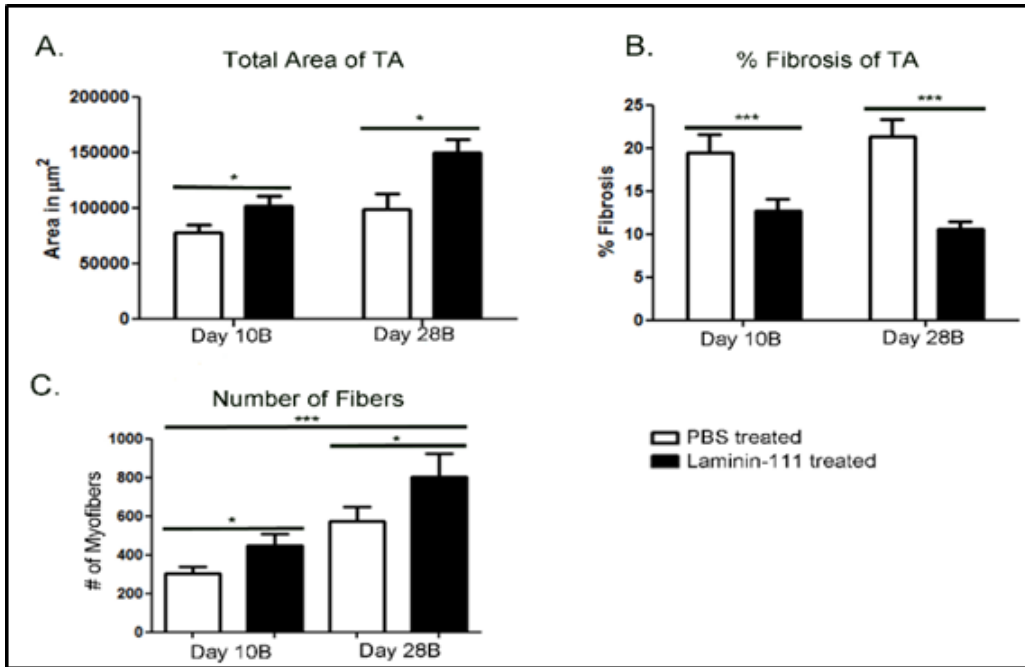 A.
Total Area of TA
200000
150000
100000
50000
0
Area in μm²
*
*
Day 10B
Day 28B
B.
% Fibrosis of TA
25
20
15
10
5
0
% Fibrosis
***
***
Day 10B
Day 28B
C.
Number of Fibers
1000
800
600
400
200
0
# of Myofibers
***
*
*
Day 10B
Day 28B
PBS treated
Laminin-111 treated